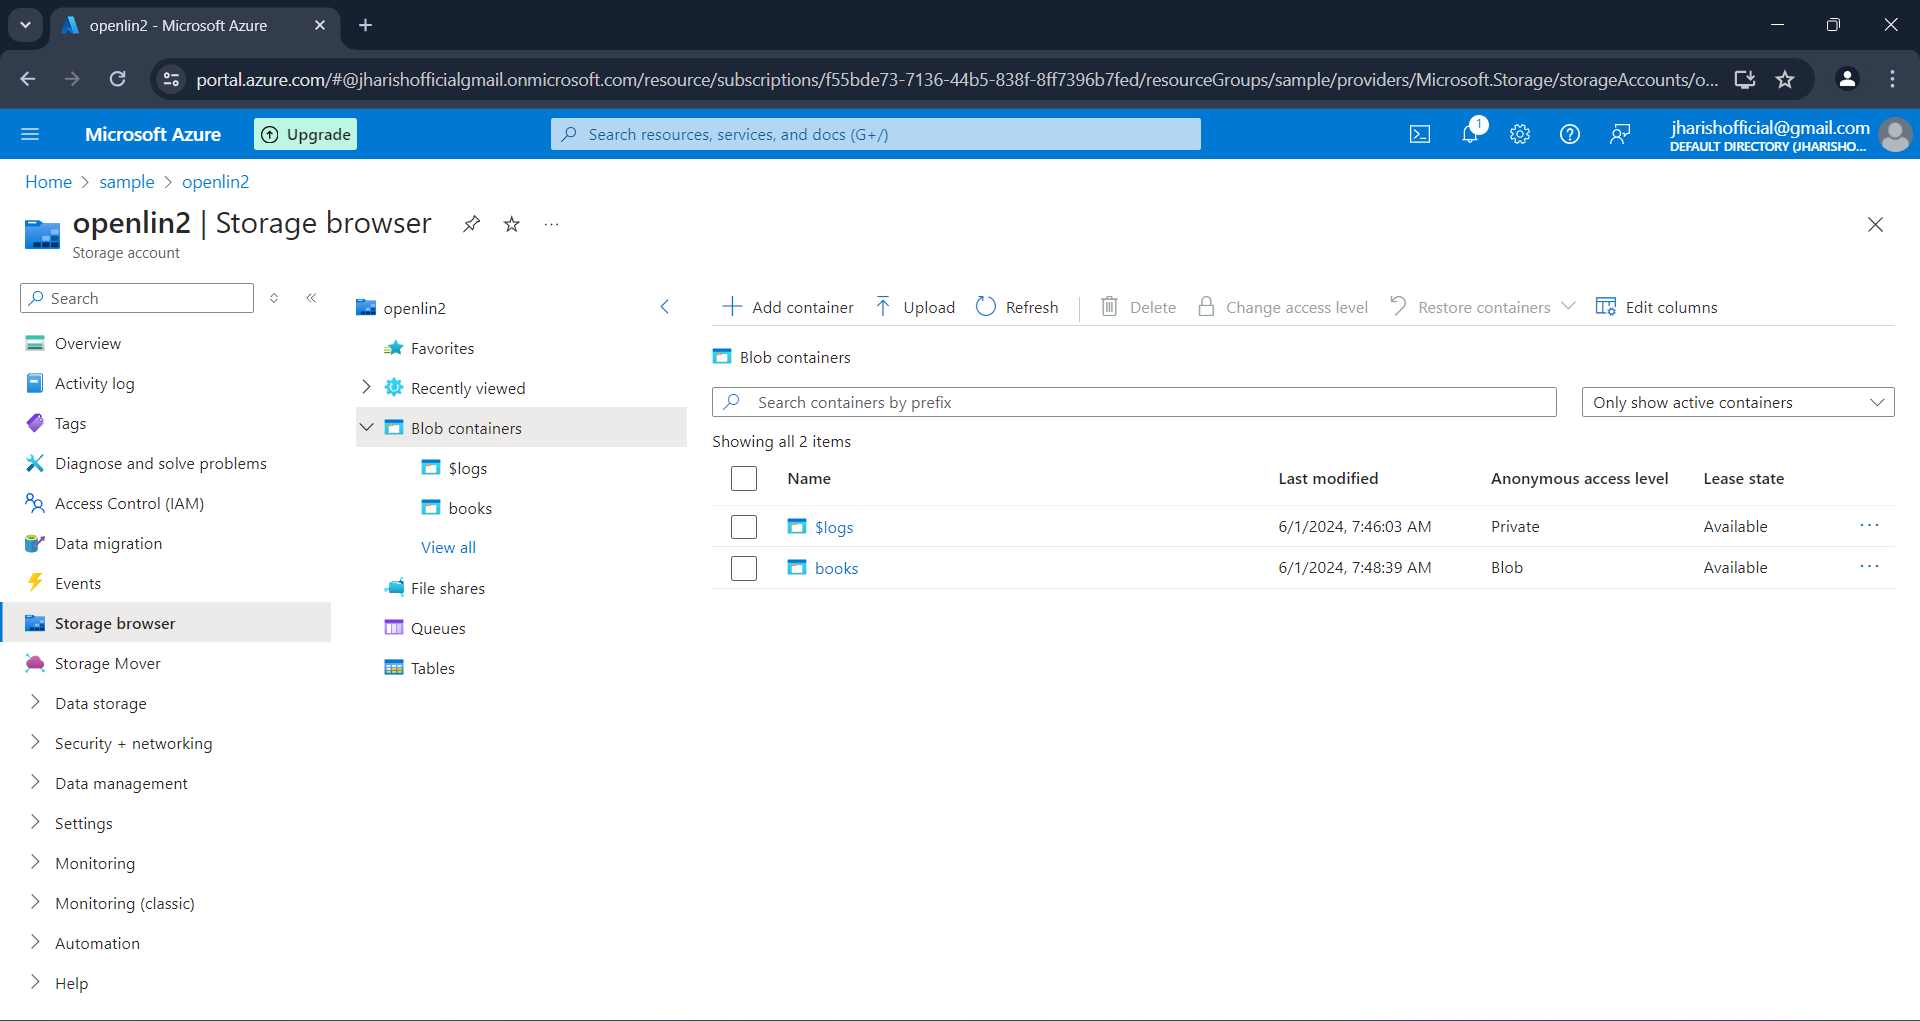 openlin2 - Microsoft Azure
portal.azure.com/#@jharishofficialgmail.onmicrosoft.com/resource/subscriptions/f55bde73-7136-44b5-838f-8ff7396b7fed/resourceGroups/sample/providers/Microsoft.Storage/storageAccounts/o...
Microsoft Azure
Upgrade
Search resources, services, and docs (G+/)
1
jharishofficial@gmail.com
DEFAULT DIRECTORY (JHARISHO...
Home > sample > openlin2
openlin2 | Storage browser
Storage account
Search
Overview
Activity log
Tags
Diagnose and solve problems
Access Control (IAM)
Data migration
Events
Storage browser
Storage Mover
Data storage
Security + networking
Data management
Settings
Monitoring
Monitoring (classic)
Automation
Help
openlin2
Favorites
Recently viewed
Blob containers
$logs
books
View all
File shares
Queues
Tables
Add container Upload Refresh Delete Change access level Restore containers Edit columns
Blob containers
Search containers by prefix
Only show active containers
Showing all 2 items
Name Last modified Anonymous access level Lease state
$logs 6/1/2024, 7:46:03 AM Private Available
books 6/1/2024, 7:48:39 AM Blob Available